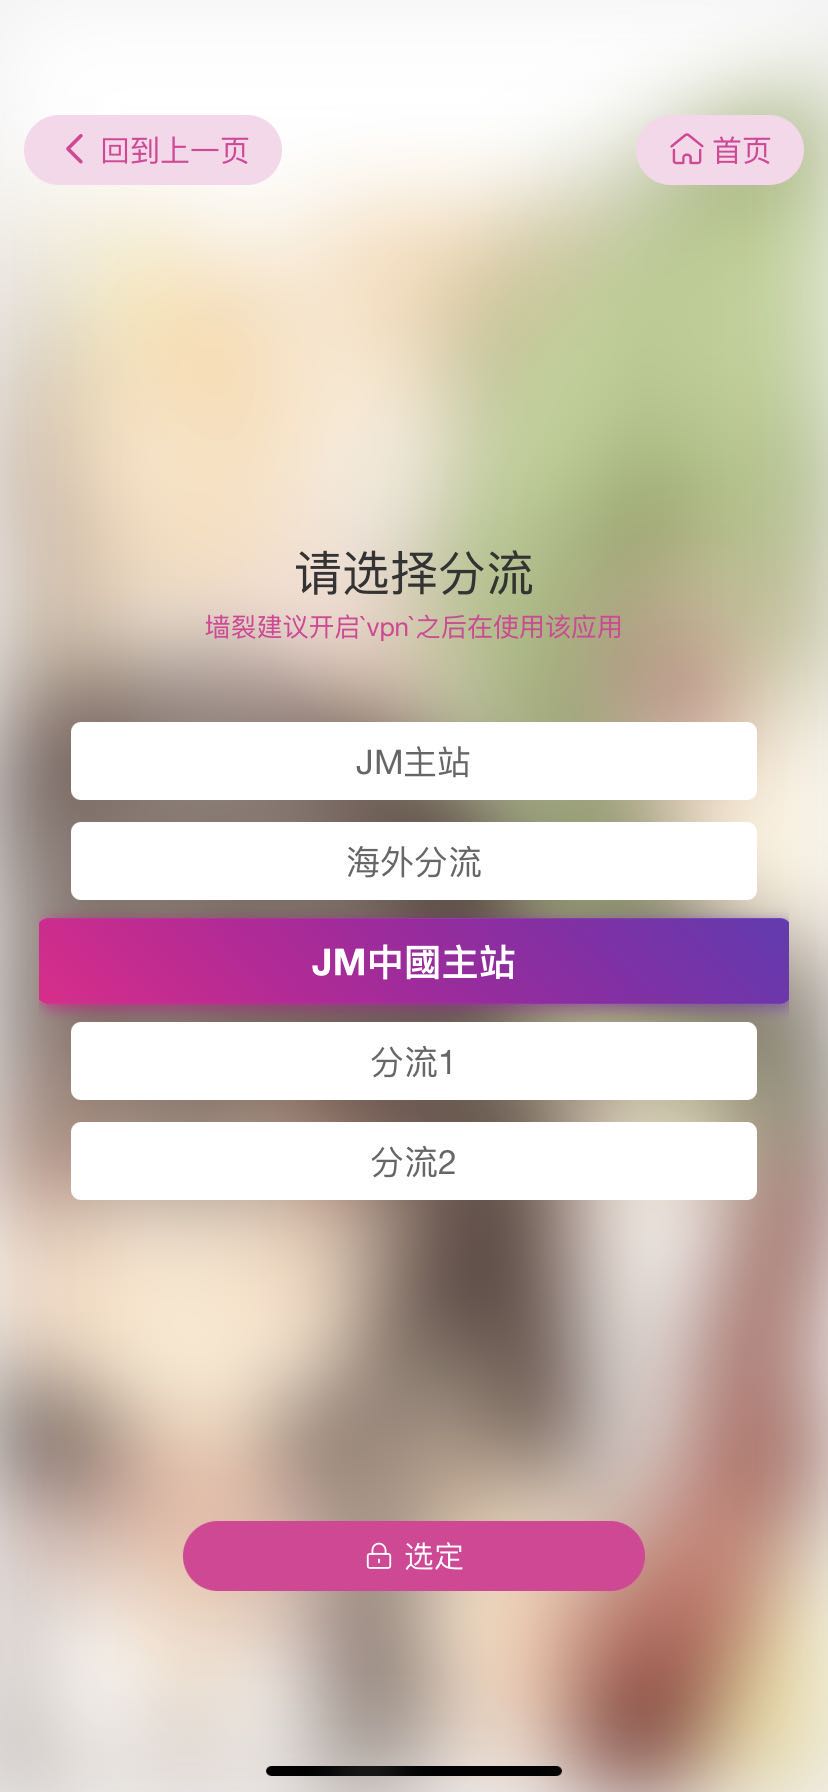 回到上一页
首页
请选择分流
墙裂建议开启`vpn`之后在使用该应用
JM主站
海外分流
JM中國主站
分流1
分流2
选定